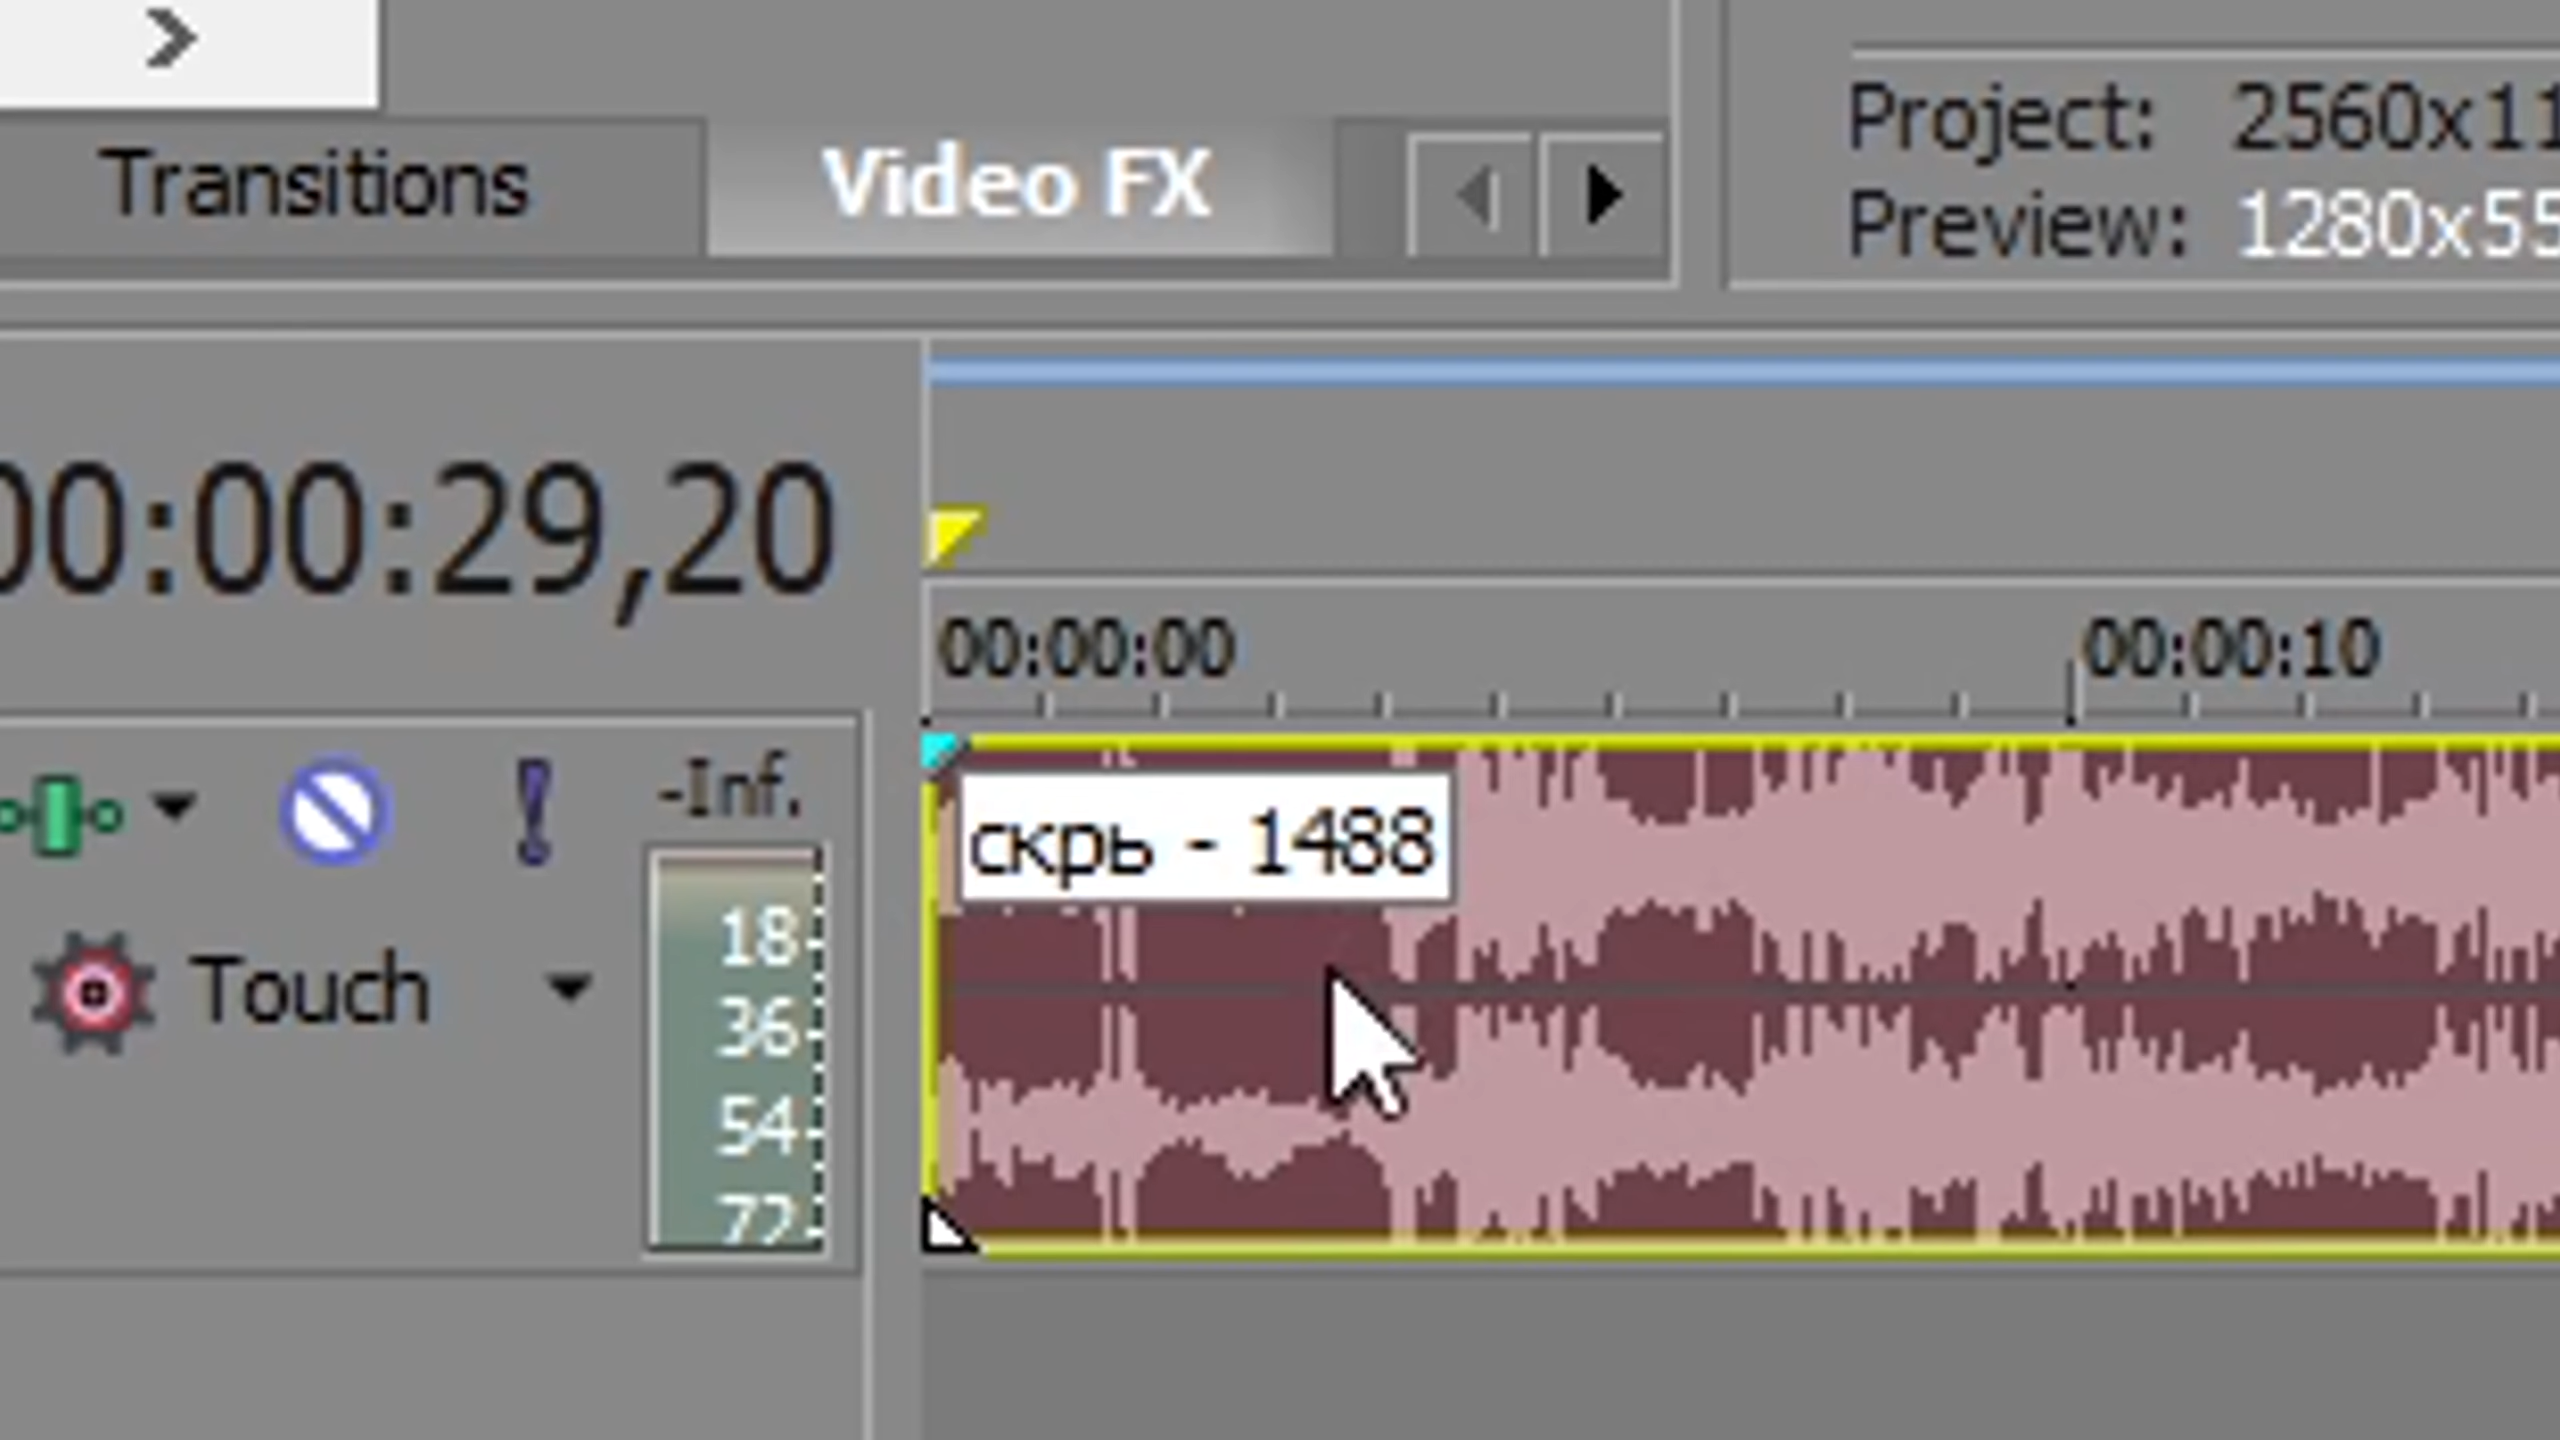 Transitions
Video FX
Project: 2560x11
Preview: 1280x55
00:00:29,20
00:00:00
00:00:10
-Inf.
скрь - 1488
18
36
54
72
Touch